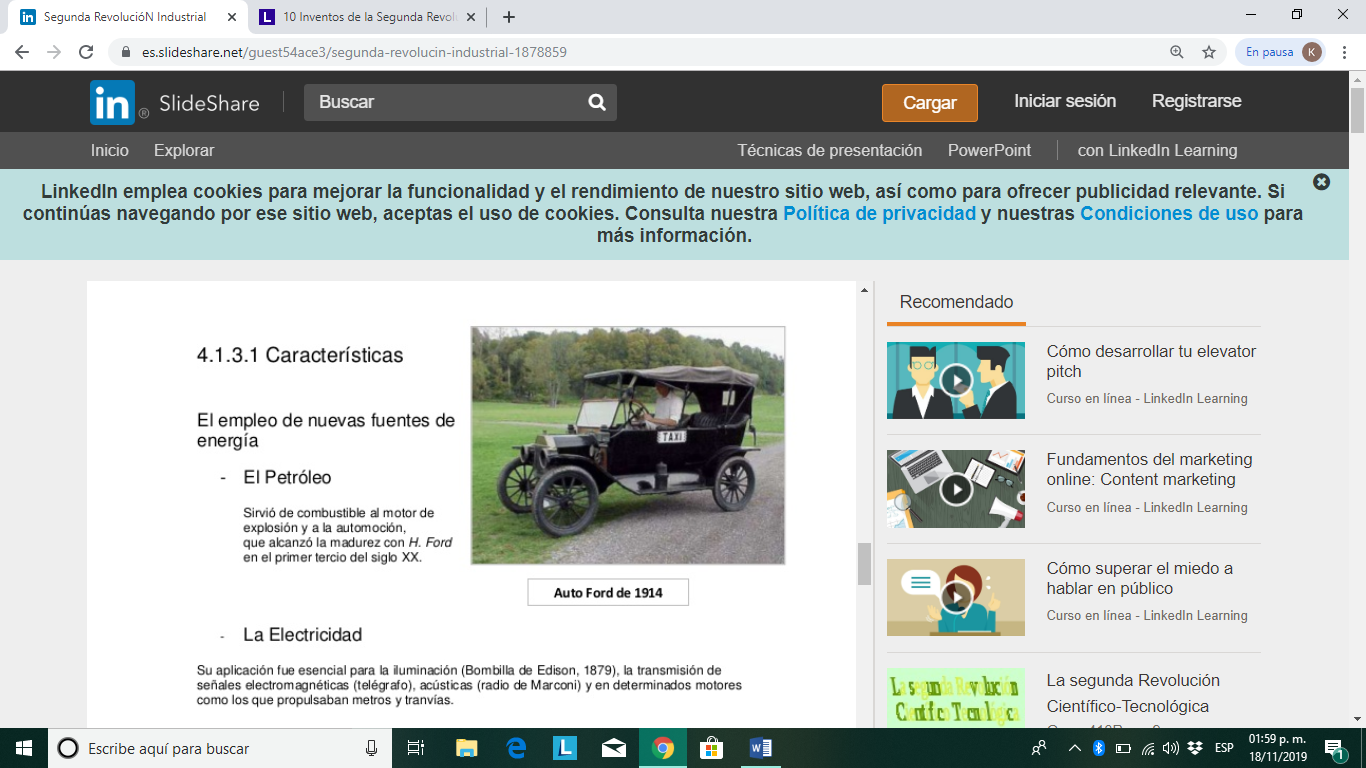 Segunda RevolucióN Industrial
10 Inventos de la Segunda Revol
es.slideshare.net/guest54ace3/segunda-revolucin-industrial-1878859
En pausa
K
in ® SlideShare
Buscar
Cargar
Iniciar sesión
Registrarse
Inicio
Explorar
Técnicas de presentación
PowerPoint
con LinkedIn Learning
LinkedIn emplea cookies para mejorar la funcionalidad y el rendimiento de nuestro sitio web, así como para ofrecer publicidad relevante. Si
continúas navegando por ese sitio web, aceptas el uso de cookies. Consulta nuestra Política de privacidad y nuestras Condiciones de uso para
más información.
4.1.3.1 Características
El empleo de nuevas fuentes de
energía
- El Petróleo
Sirvió de combustible al motor de
explosión y a la automoción,
que alcanzó la madurez con H. Ford
en el primer tercio del siglo XX.
TAXI
Auto Ford de 1914
- La Electricidad
Su aplicación fue esencial para la iluminación (Bombilla de Edison, 1879), la transmisión de
señales electromagnéticas (telégrafo), acústicas (radio de Marconi) y en determinados motores
como los que propulsaban metros y tranvías.
Recomendado
Cómo desarrollar tu elevator
pitch
Curso en línea - LinkedIn Learning
Fundamentos del marketing
online: Content marketing
Curso en línea - LinkedIn Learning
Cómo superar el miedo a
hablar en público
Curso en línea - LinkedIn Learning
La segunda Revolución
Científico Tecnológica
La segunda Revolución
Científico-Tecnológica
Escribe aquí para buscar
ESP
01:59 p. m.
18/11/2019
1